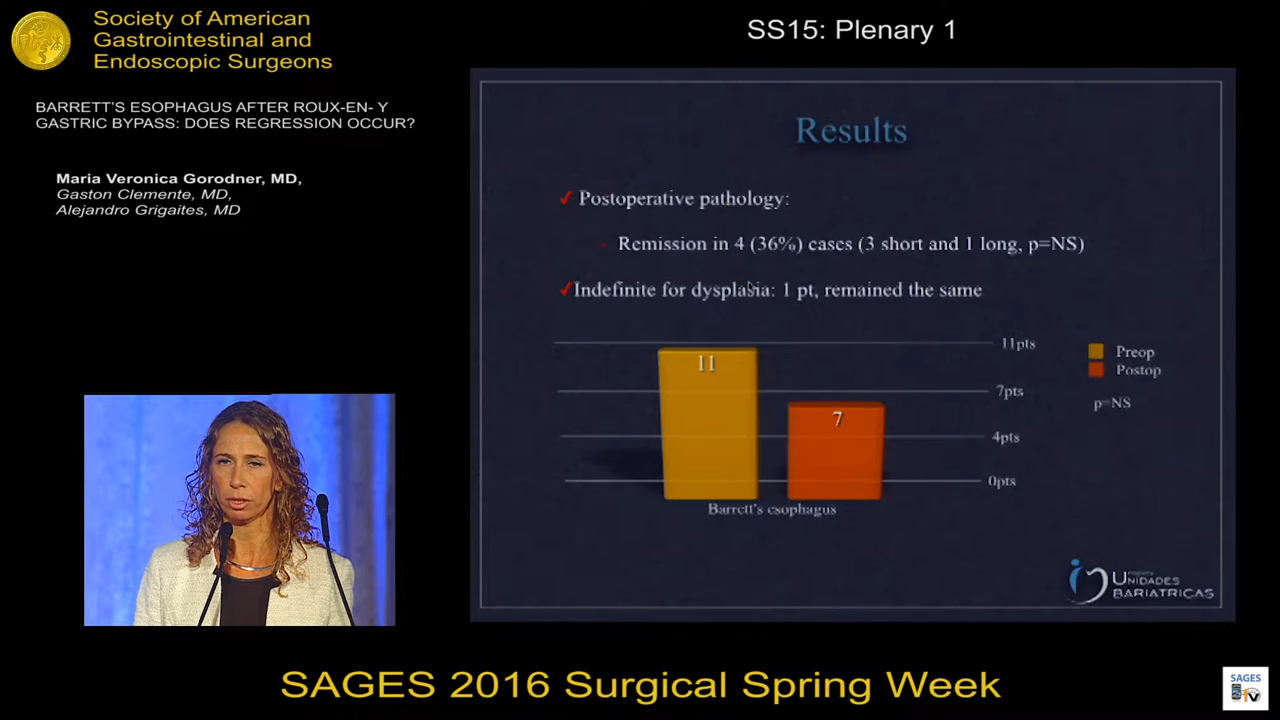 Society of American
Gastrointestinal and
Endoscopic Surgeons
SS15: Plenary 1
BARRETT'S ESOPHAGUS AFTER ROUX-EN- Y
GASTRIC BYPASS: DOES REGRESSION OCCUR?
Maria Veronica Gorodner, MD,
Gaston Clemente, MD,
Alejandro Grigaites, MD
Results
✓ Postoperative pathology:
- Remission in 4 (36%) cases (3 short and 1 long, p=NS)
✓ Indefinite for dysplasia: 1 pt, remained the same
11pts
7pts
4pts
0pts
11
7
Barrett's esophagus
Preop
Postop
p=NS
UNIDADES
BARIATRICAS
SAGES 2016 Surgical Spring Week
SAGES
TV